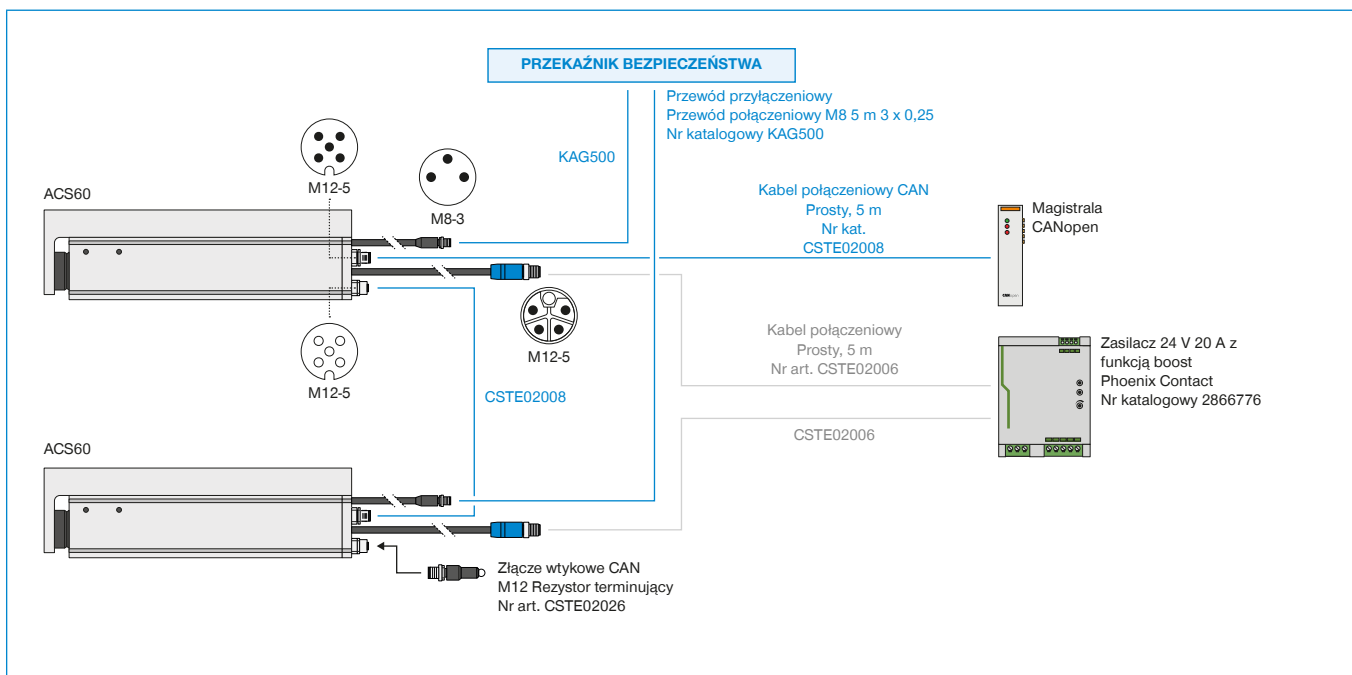 PRZEKAŹNIK BEZPIECZEŃSTWA
Przewód przyłączeniowy
Przewód połączeniowy M8 5 m 3 x 0,25
Nr katalogowy KAG500
KAG500
M12-5
M8-3
ACS60
Kabel połączeniowy CAN
Prosty, 5 m
Nr kat.
CSTE02008
Magistrala
CANopen
M12-5
M12-5
Kabel połączeniowy
Prosty, 5 m
Nr art. CSTE02006
Zasilacz 24 V 20 A z
funkcją boost
Phoenix Contact
Nr katalogowy 2866776
CSTE02008
CSTE02006
ACS60
Złącze wtykowe CAN
M12 Rezystor terminujący
Nr art. CSTE02026